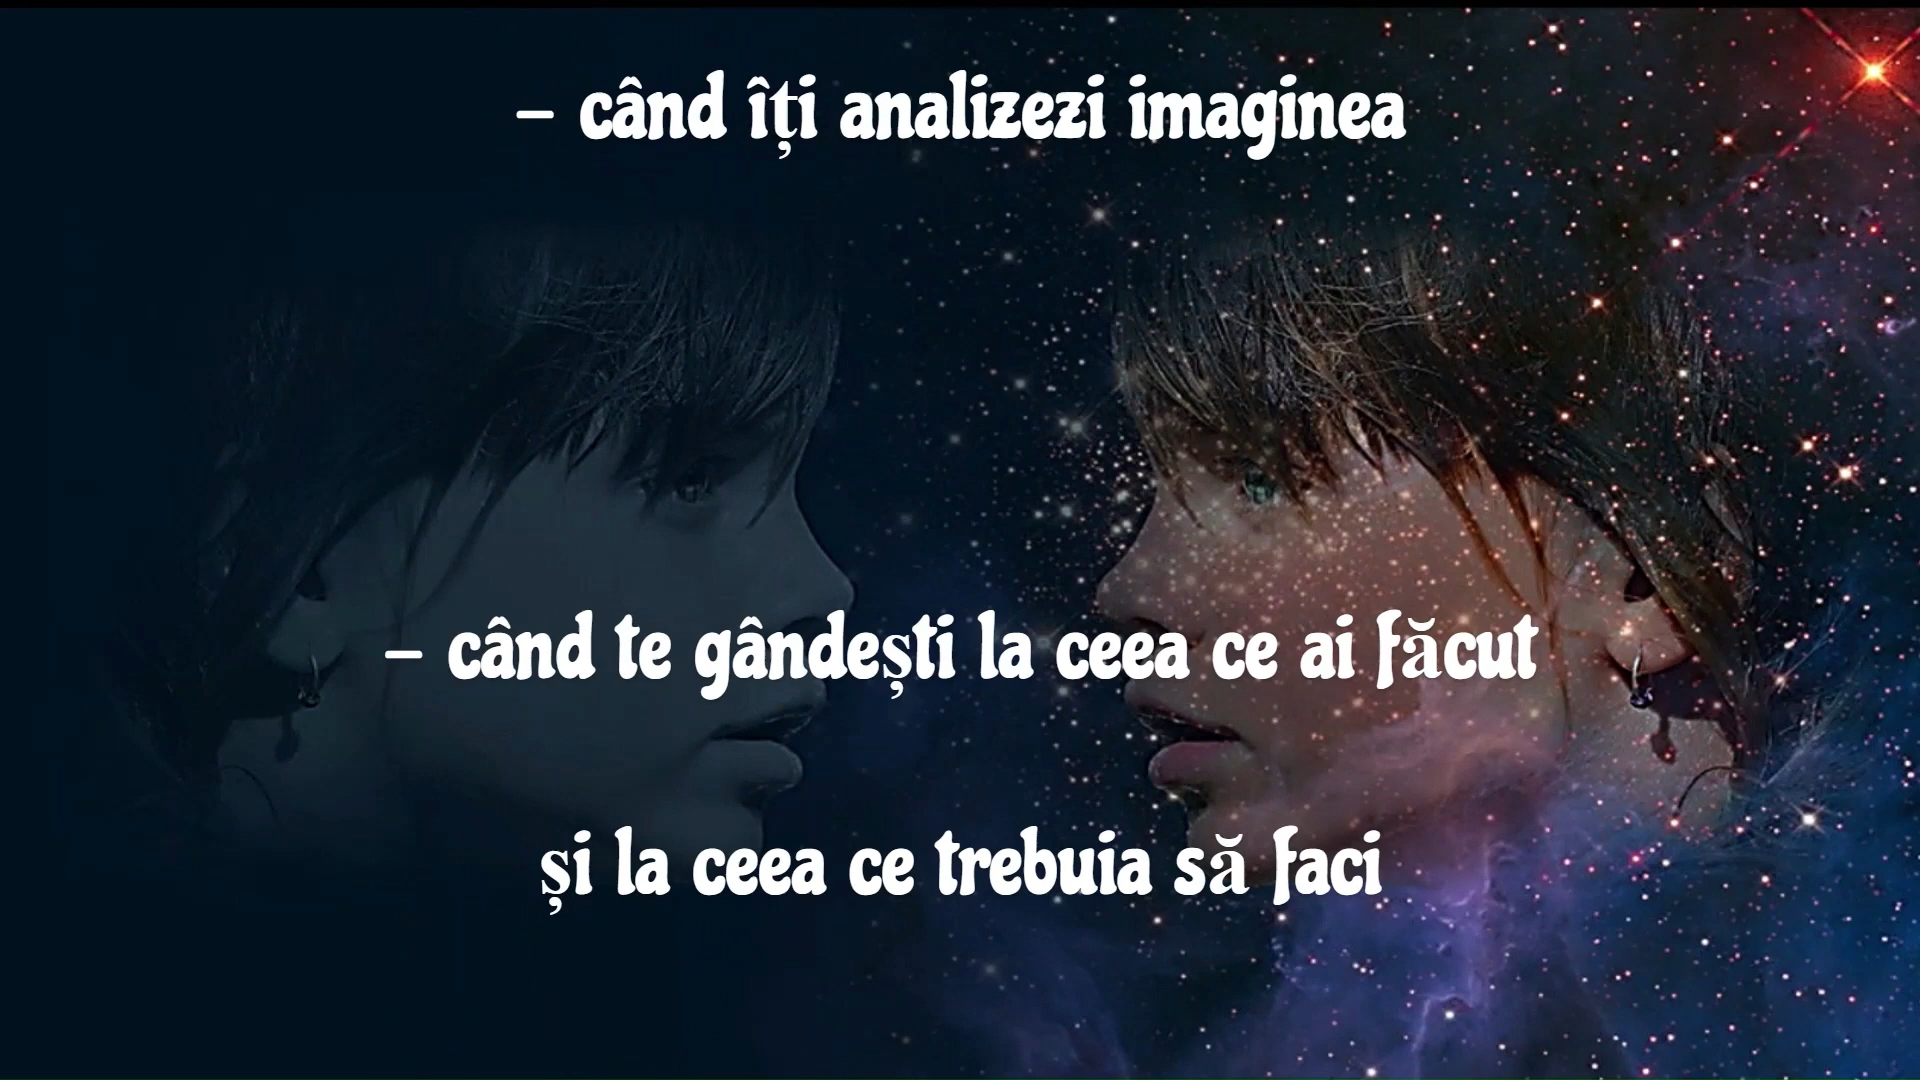 - când îți analizezi imaginea
- când te gândești la ceea ce ai făcut
și la ceea ce trebuia să faci